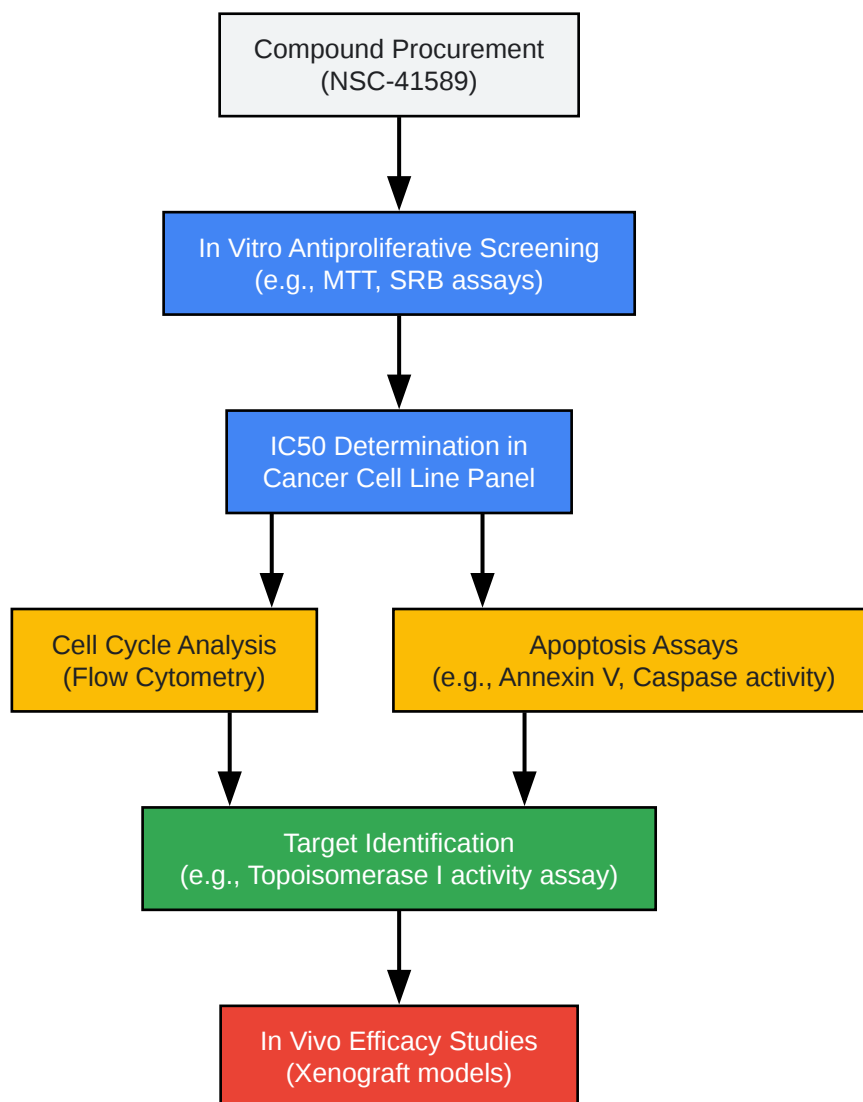 Compound Procurement
(NSC-41589)
In Vitro Antiproliferative Screening
(e.g., MTT, SRB assays)
IC50 Determination in
Cancer Cell Line Panel
Cell Cycle Analysis
(Flow Cytometry)
Apoptosis Assays
(e.g., Annexin V, Caspase activity)
Target Identification
(e.g., Topoisomerase I activity assay)
In Vivo Efficacy Studies
(Xenograft models)